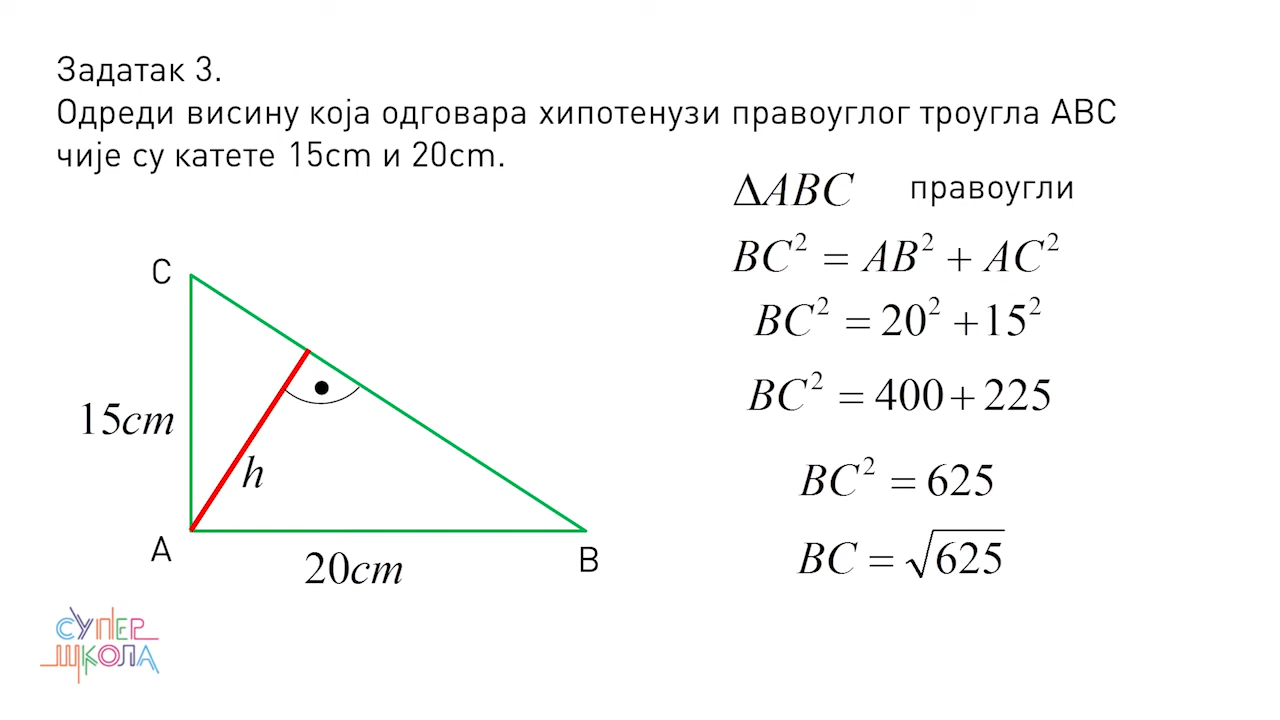 Задатак 3.
Одреди висину која одговара хипотенузи правоуглог троугла ABC
чије су катете 15cm и 20cm.
ΔABC правоугли
BC² = AB² + AC²
BC² = 20² + 15²
BC² = 400 + 225
BC² = 625
BC = √625
C
15cm
h
A
B
20cm
СУПЕР
ШКОЛА